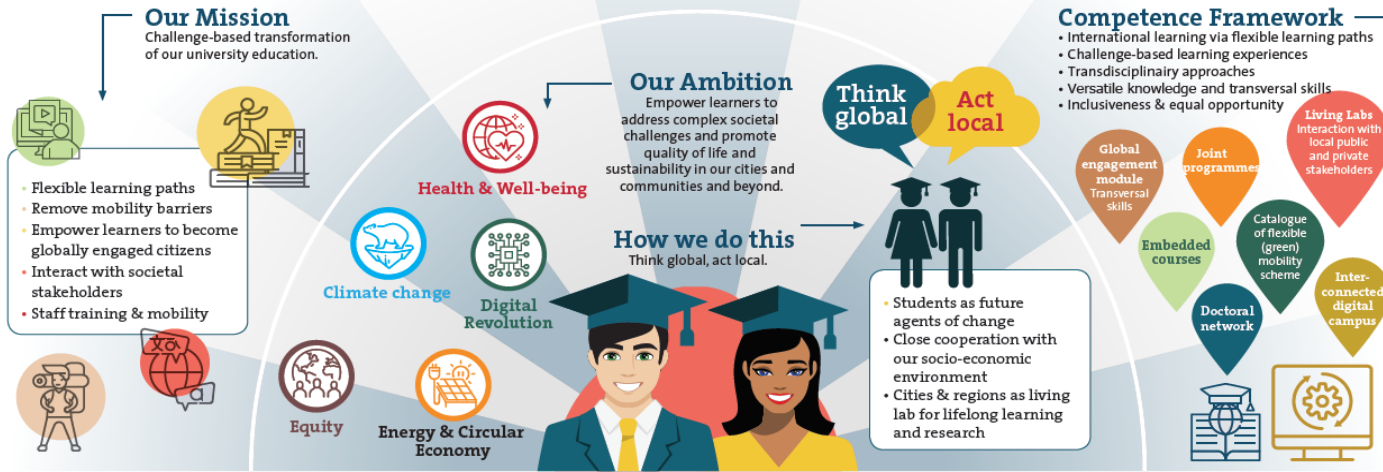 Our Mission
Challenge-based transformation
of our university education.
Flexible learning paths
Remove mobility barriers
Empower learners to become
globally engaged citizens
Interact with societal
stakeholders
Staff training & mobility
Our Ambition
Empower learners to
address complex societal
challenges and promote
quality of life and
sustainability in our cities and
communities and beyond.
Health & Well-being
Climate change
Digital
Revolution
Equity
Energy & Circular
Economy
How we do this
Think global, act local.
Think
global
Act
local
• Students as future
agents of change
• Close cooperation with
our socio-economic
environment
• Cities & regions as living
lab for lifelong learning
and research
Competence Framework
• International learning via flexible learning paths
• Challenge-based learning experiences
• Transdisciplinairy approaches
• Versatile knowledge and transversal skills
• Inclusiveness & equal opportunity
Global
engagement
module
Transversal
skills
Joint
programmes
Living Labs
Interaction with
local public
and private
stakeholders
Embedded
courses
Catalogue
of flexible
(green)
mobility
scheme
Doctoral
network
Inter-
connected
digital
campus
文
a